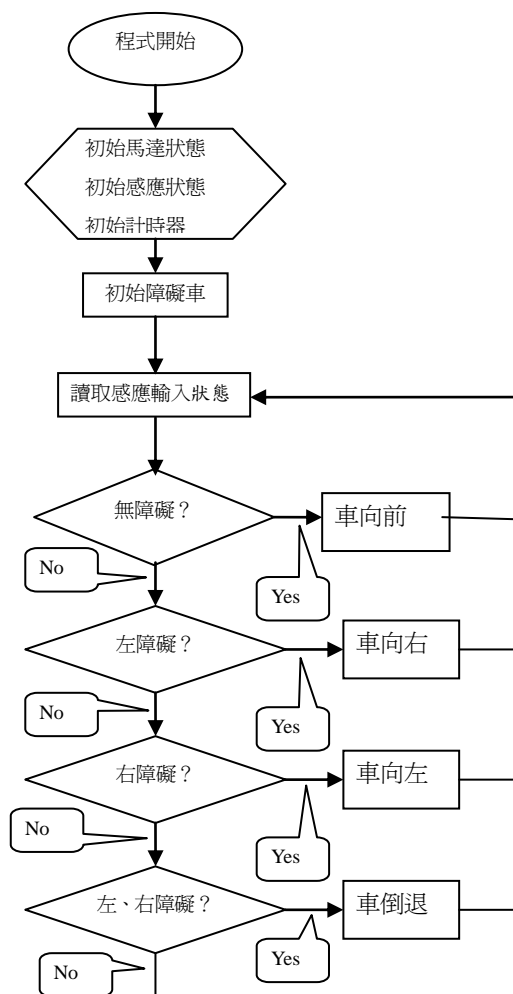 程式開始
初始馬達狀態
初始感應狀態
初始計時器
初始障礙車
讀取感應輸入狀態
無障礙？
車向前
No
Yes
左障礙？
車向右
No
Yes
右障礙？
車向左
No
Yes
左、右障礙？
車倒退
No
Yes